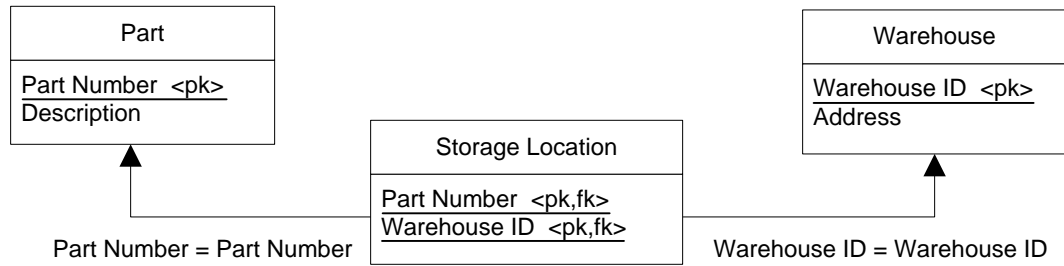 Part
Part Number <pk>
Description
Warehouse
Warehouse ID <pk>
Address
Storage Location
Part Number <pk,fk>
Warehouse ID <pk,fk>
Part Number = Part Number
Warehouse ID = Warehouse ID